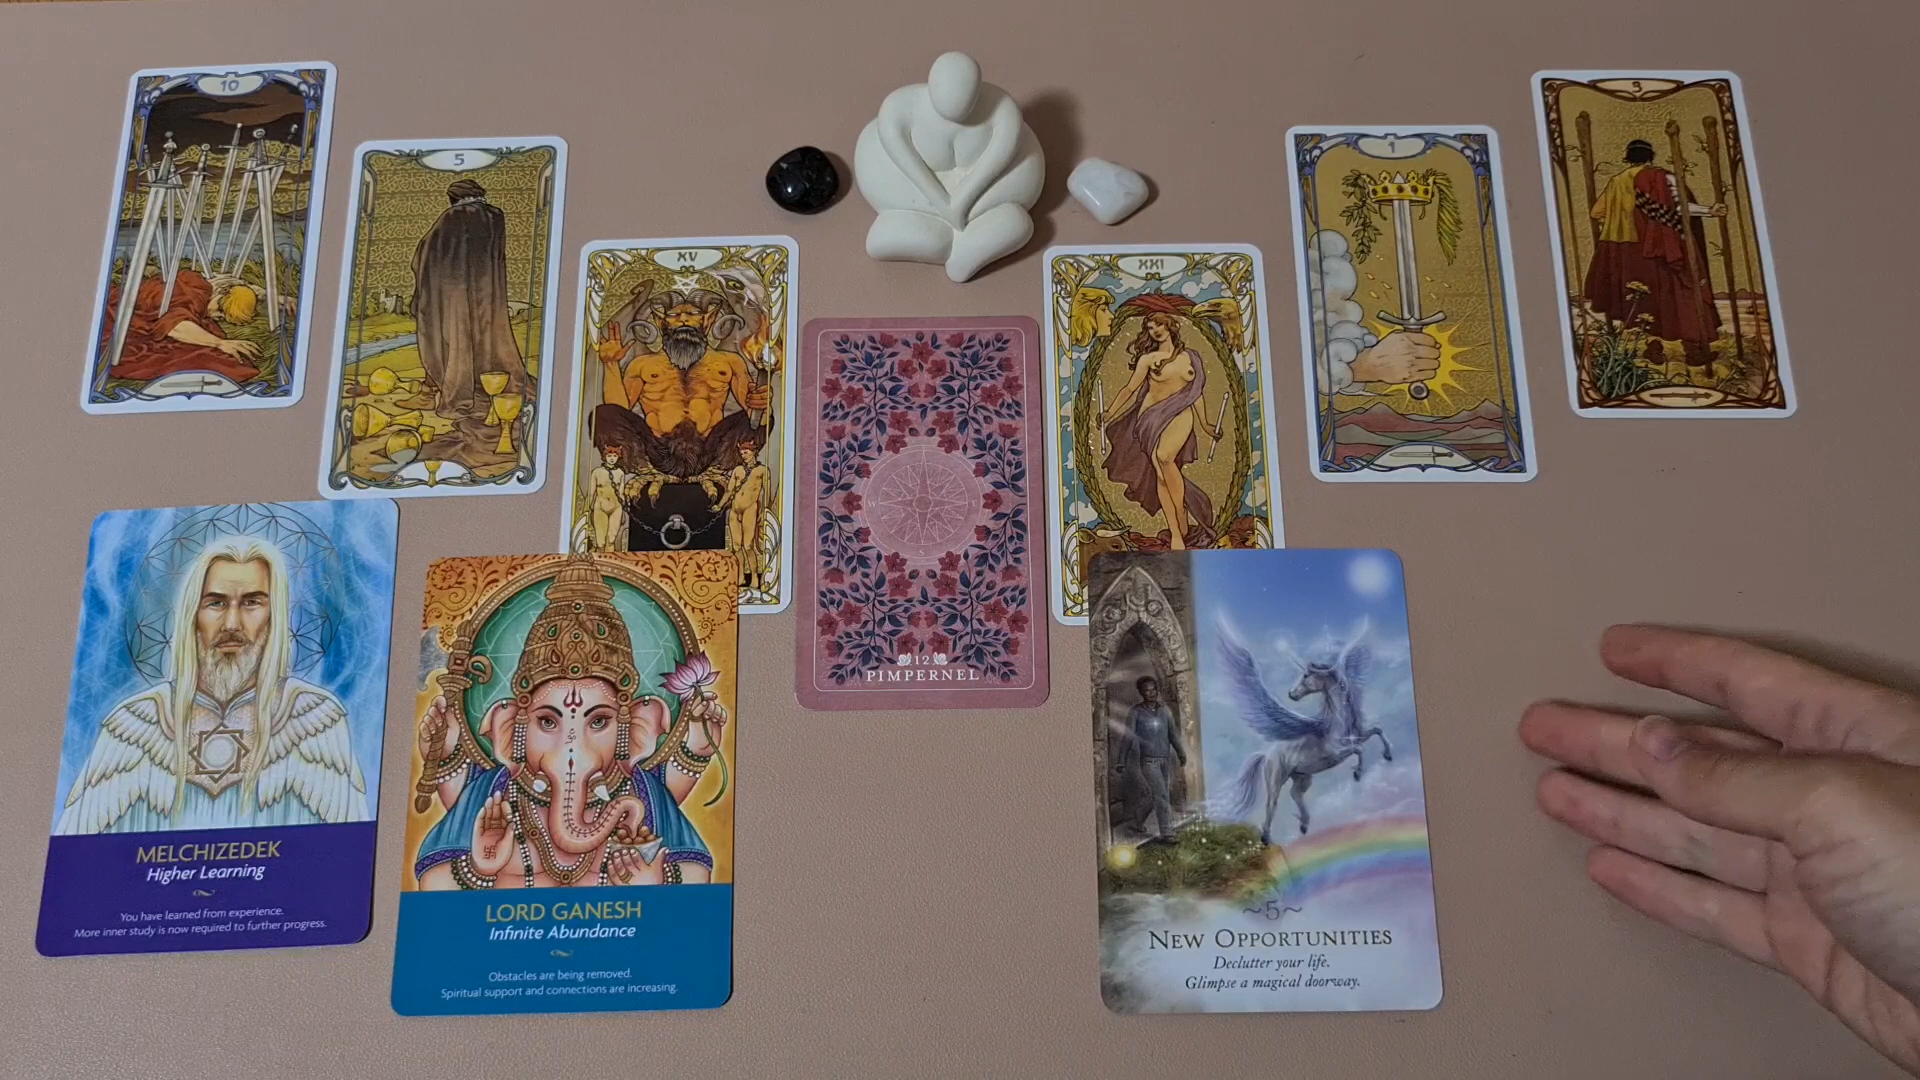 10
5
XV
XXI
1
3
W
S
12
PIMPERNEL
MELCHIZEDEK
Higher Learning
You have learned from experience.
More inner study is now required to further progress.
LORD GANESH
Infinite Abundance
Obstacles are being removed.
Spiritual support and connections are increasing.
~5~
NEW OPPORTUNITIES
Declutter your life.
Glimpse a magical doorway.